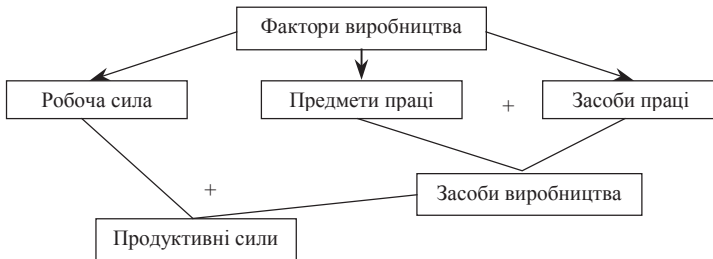 Фактори виробництва
Робоча сила
Предмети праці
+
Засоби праці
+
Засоби виробництва
Продуктивні сили